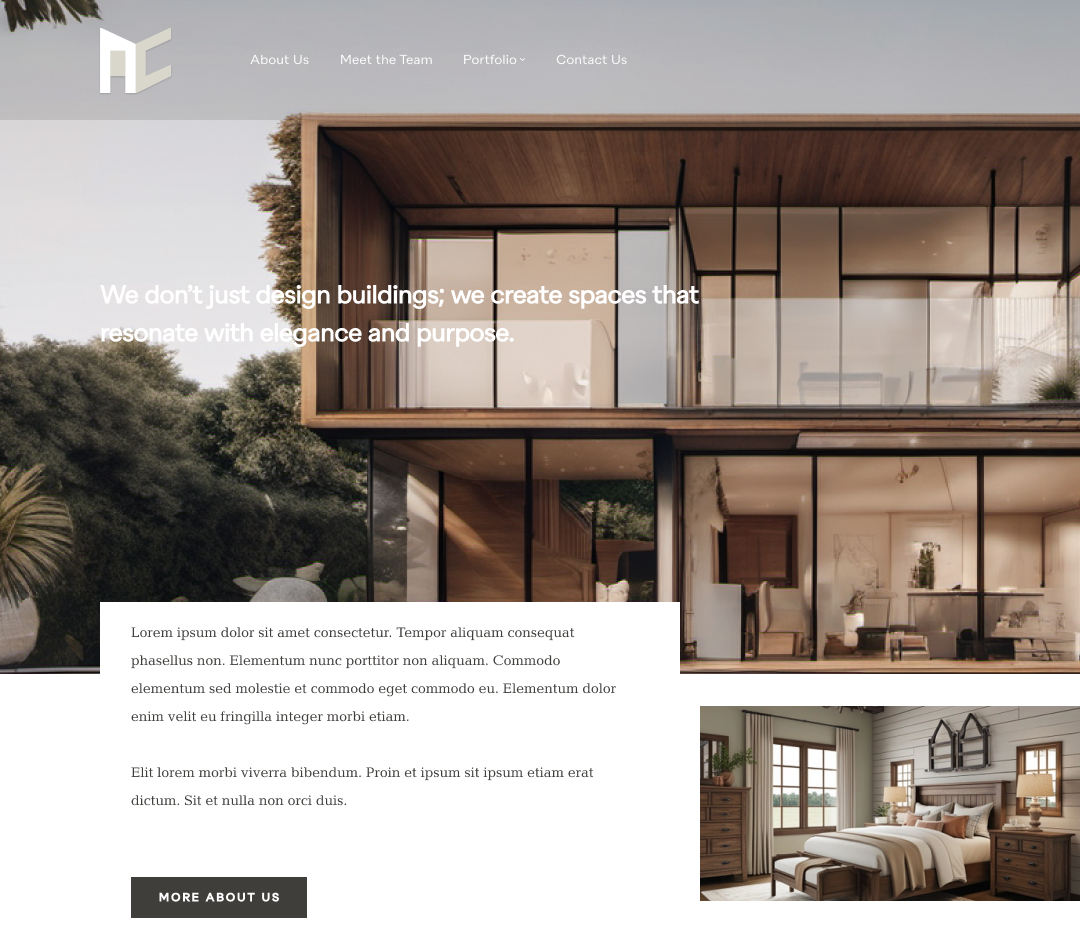 About Us Meet the Team Portfolio Contact Us
We don’t just design buildings; we create spaces that
resonate with elegance and purpose.
Lorem ipsum dolor sit amet consectetur. Tempor aliquam consequat
phasellus non. Elementum nunc porttitor non aliquam. Commodo
elementum sed molestie et commodo eget commodo eu. Elementum dolor
enim velit eu fringilla integer morbi etiam.
Elit lorem morbi viverra bibendum. Proin et ipsum sit ipsum etiam erat
dictum. Sit et nulla non orci duis.
MORE ABOUT US